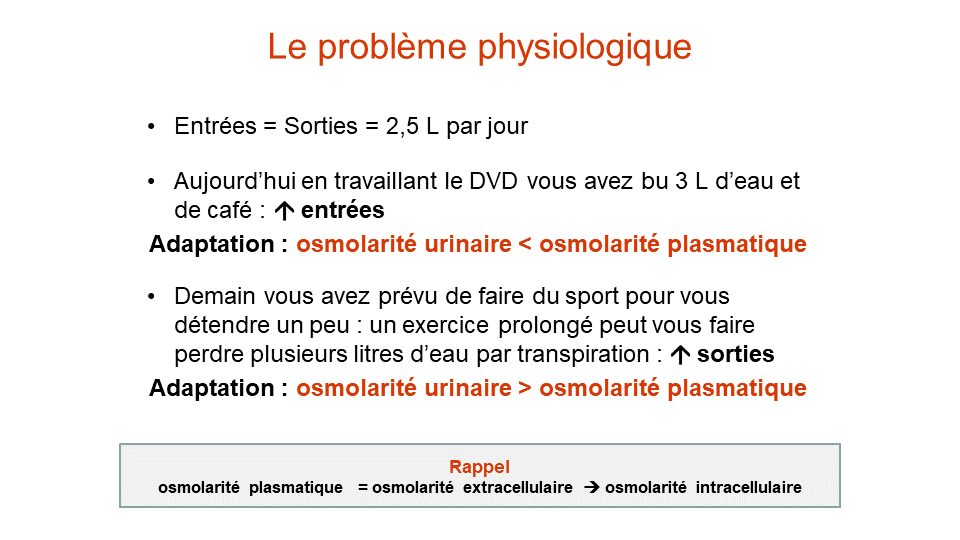 Le problème physiologique
• Entrées = Sorties = 2,5 L par jour
• Aujourd’hui en travaillant le DVD vous avez bu 3 L d’eau et
de café : ↑ entrées
Adaptation : osmolarité urinaire < osmolarité plasmatique
• Demain vous avez prévu de faire du sport pour vous
détendre un peu : un exercice prolongé peut vous faire
perdre plusieurs litres d’eau par transpiration : ↑ sorties
Adaptation : osmolarité urinaire > osmolarité plasmatique
Rappel
osmolarité plasmatique = osmolarité extracellulaire → osmolarité intracellulaire